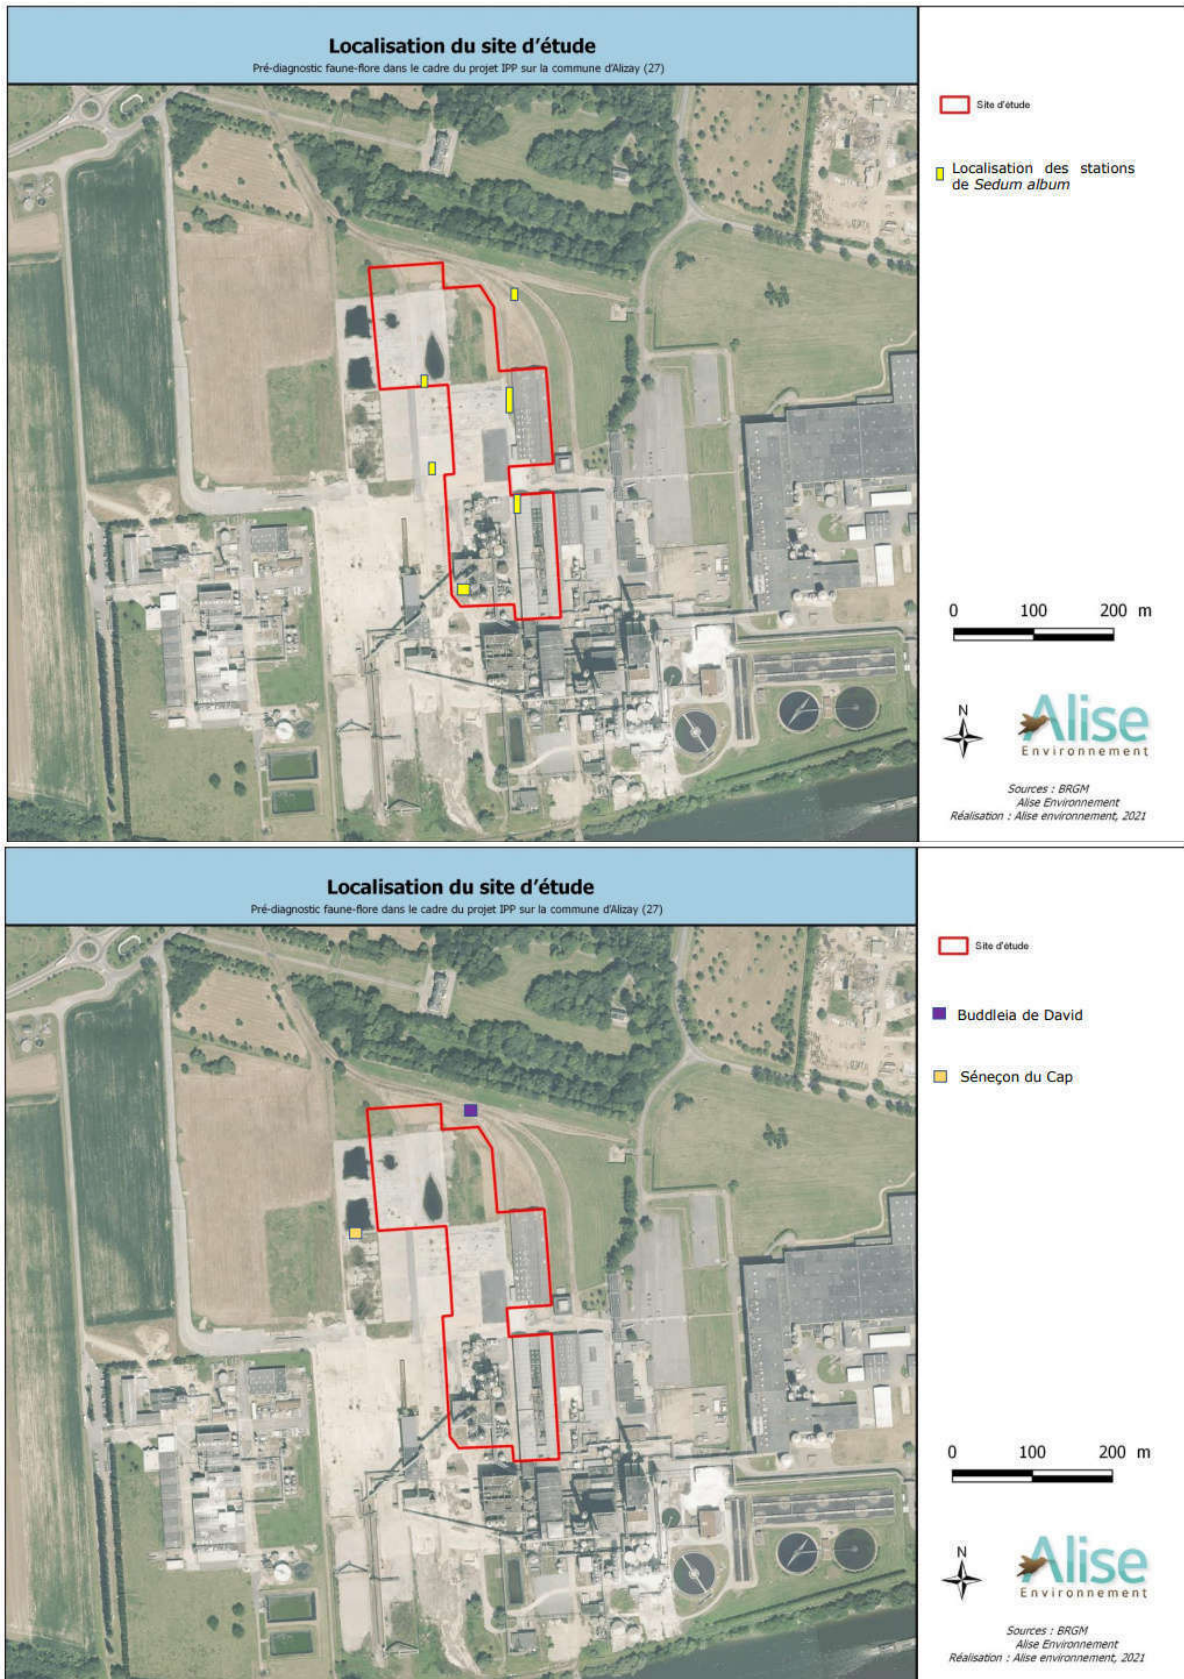 Localisation du site d'étude
Pré-diagnostic faune-flore dans le cadre du projet IPP sur la commune d'Alizay (27)
Site d'étude
Localisation des stations
de Sedum album
0 100 200 m
N
Alise
Environnement
Sources : BRGM
Alise Environnement
Réalisation : Alise environnement, 2021
Localisation du site d'étude
Pré-diagnostic faune-flore dans le cadre du projet IPP sur la commune d'Alizay (27)
Site d'étude
Buddleia de David
Séneçon du Cap
0 100 200 m
N
Alise
Environnement
Sources : BRGM
Alise Environnement
Réalisation : Alise environnement, 2021